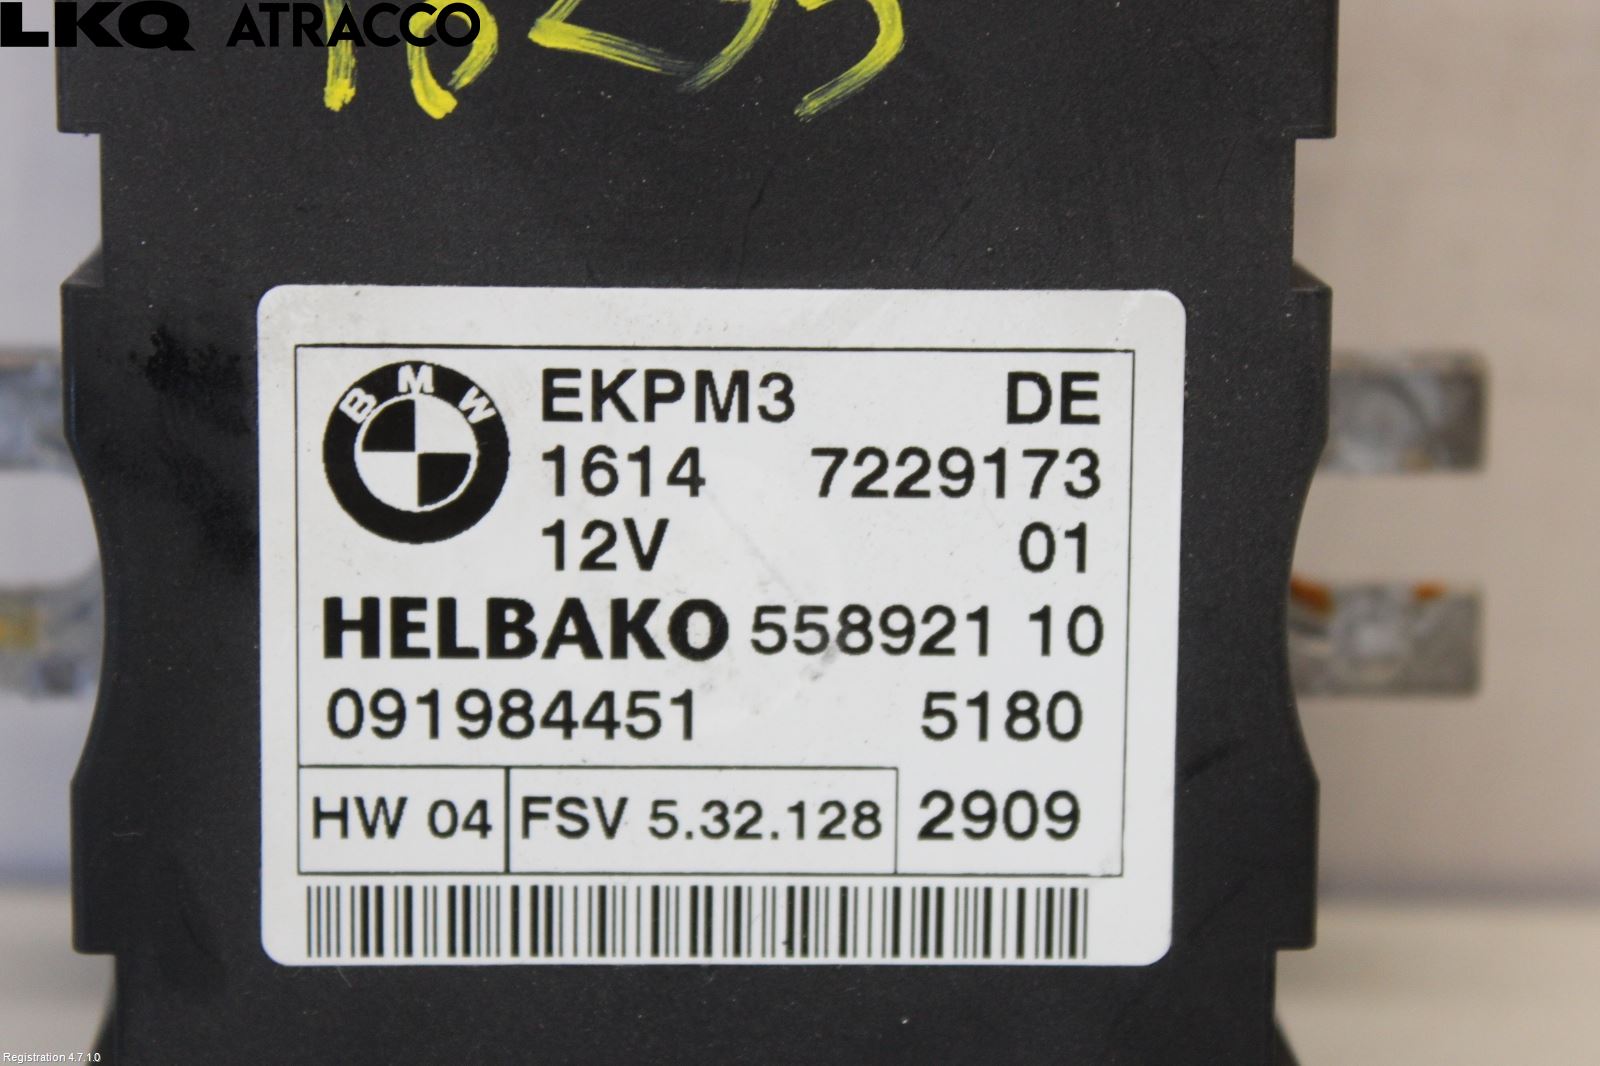 LKQ ATRACCO
BMW
EKPM3 DE
1614 7229173
12V 01
HELBAKO 558921 10
091984451 5180
HW 04 FSV 5.32.128 2909
Registration 4.7.1.0